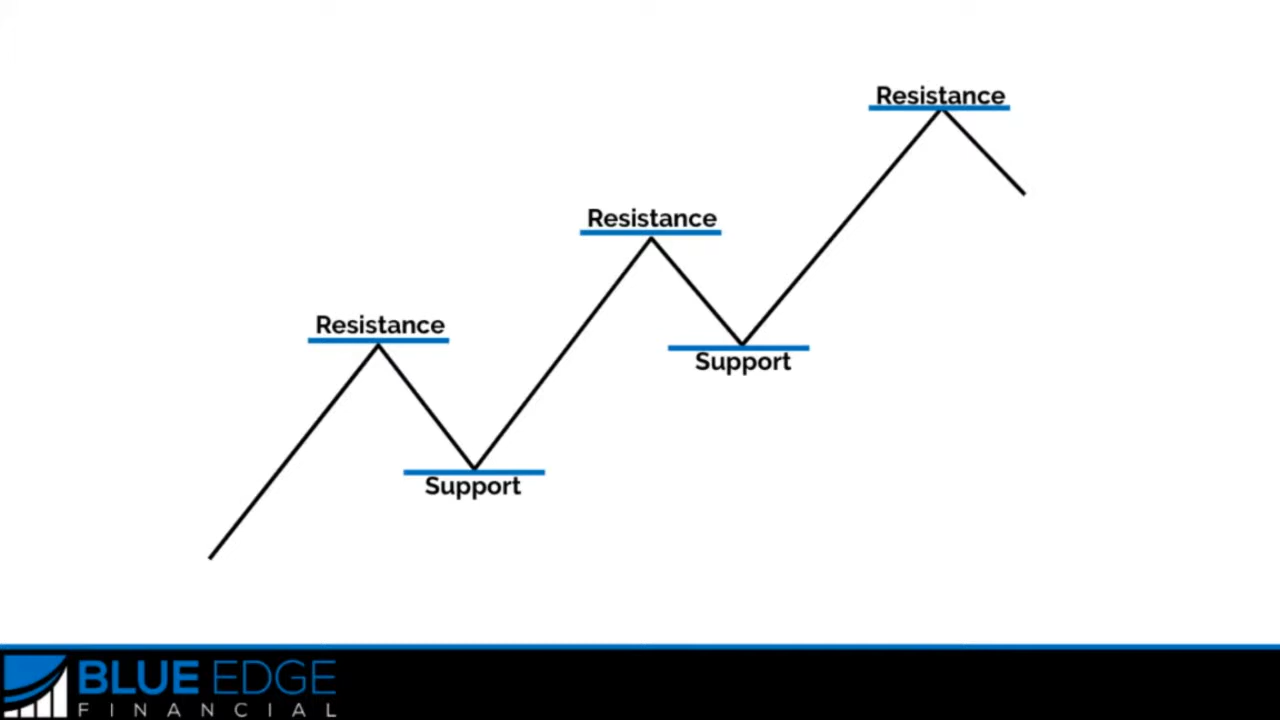 Resistance
Resistance
Resistance
Support
Support
BLUE EDGE
FINANCIAL